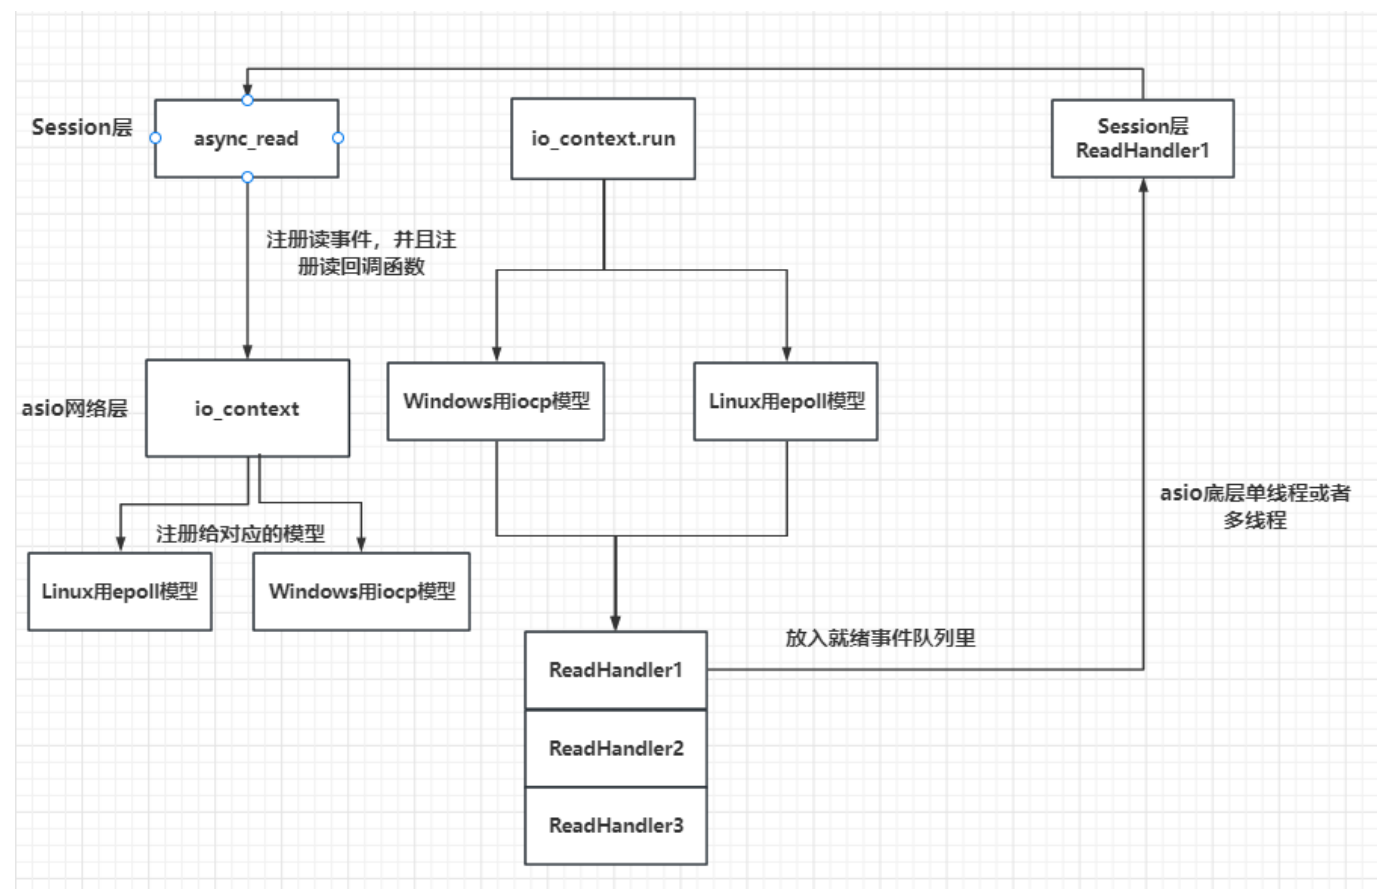 Session层
async_read
io_context.run
Session层
ReadHandler1
注册读事件，并且注
册读回调函数
asio网络层
io_context
Windows用iocp模型
Linux用epoll模型
asio底层单线程或者
多线程
注册给对应的模型
Linux用epoll模型
Windows用iocp模型
放入就绪事件队列里
ReadHandler1
ReadHandler2
ReadHandler3